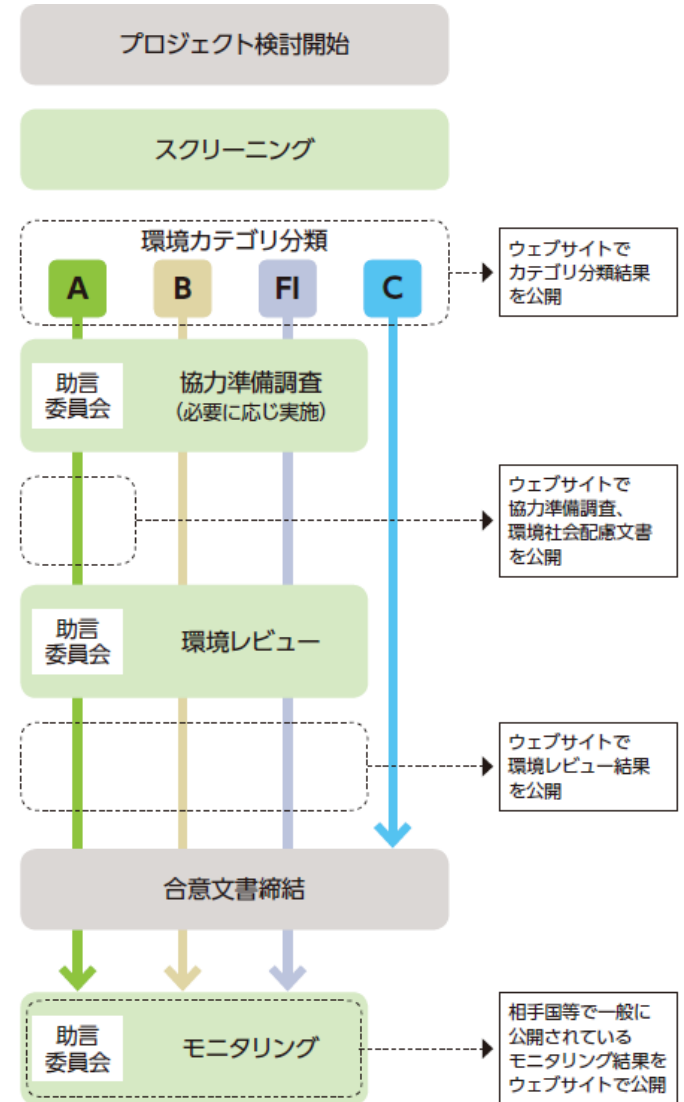 プロジェクト検討開始
スクリーニング
環境カテゴリ分類
A
B
FI
C
ウェブサイトで
カテゴリ分類結果
を公開
助言
委員会
協力準備調査
（必要に応じ実施）
ウェブサイトで
協力準備調査、
環境社会配慮文書
を公開
助言
委員会
環境レビュー
ウェブサイトで
環境レビュー結果
を公開
合意文書締結
助言
委員会
モニタリング
相手国等で一般に
公開されている
モニタリング結果を
ウェブサイトで公開